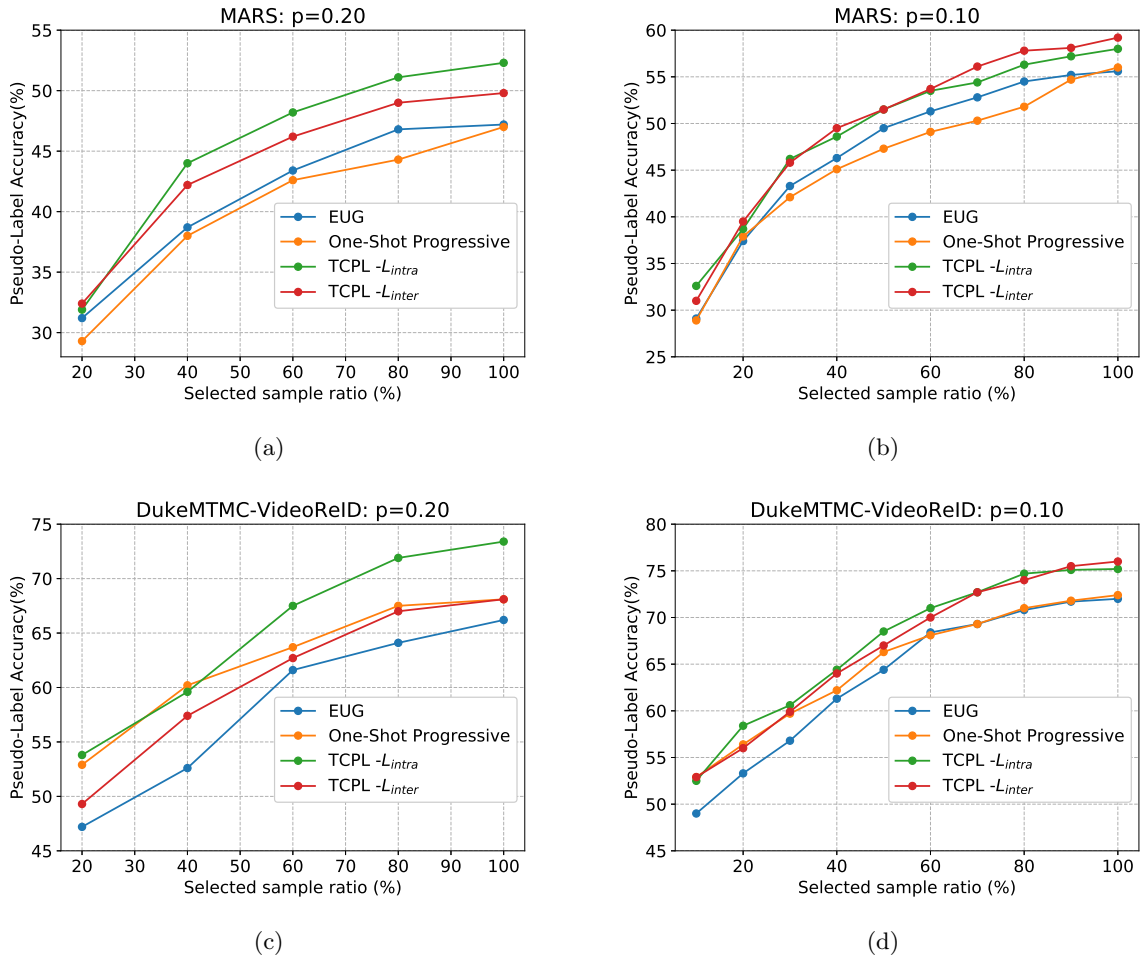 MARS: p=0.20
Pseudo-Label Accuracy(%)
55
50
45
40
35
30
20 30 40 50 60 70 80 90 100
Selected sample ratio (%)
EUG
One-Shot Progressive
TCPL -L_intra
TCPL -L_inter
(a)
MARS: p=0.10
Pseudo-Label Accuracy(%)
60
55
50
45
40
35
30
25
20 40 60 80 100
Selected sample ratio (%)
EUG
One-Shot Progressive
TCPL -L_intra
TCPL -L_inter
(b)
DukeMTMC-VideoReID: p=0.20
Pseudo-Label Accuracy(%)
75
70
65
60
55
50
45
20 30 40 50 60 70 80 90 100
Selected sample ratio (%)
EUG
One-Shot Progressive
TCPL -L_intra
TCPL -L_inter
(c)
DukeMTMC-VideoReID: p=0.10
Pseudo-Label Accuracy(%)
80
75
70
65
60
55
50
45
20 40 60 80 100
Selected sample ratio (%)
EUG
One-Shot Progressive
TCPL -L_intra
TCPL -L_inter
(d)